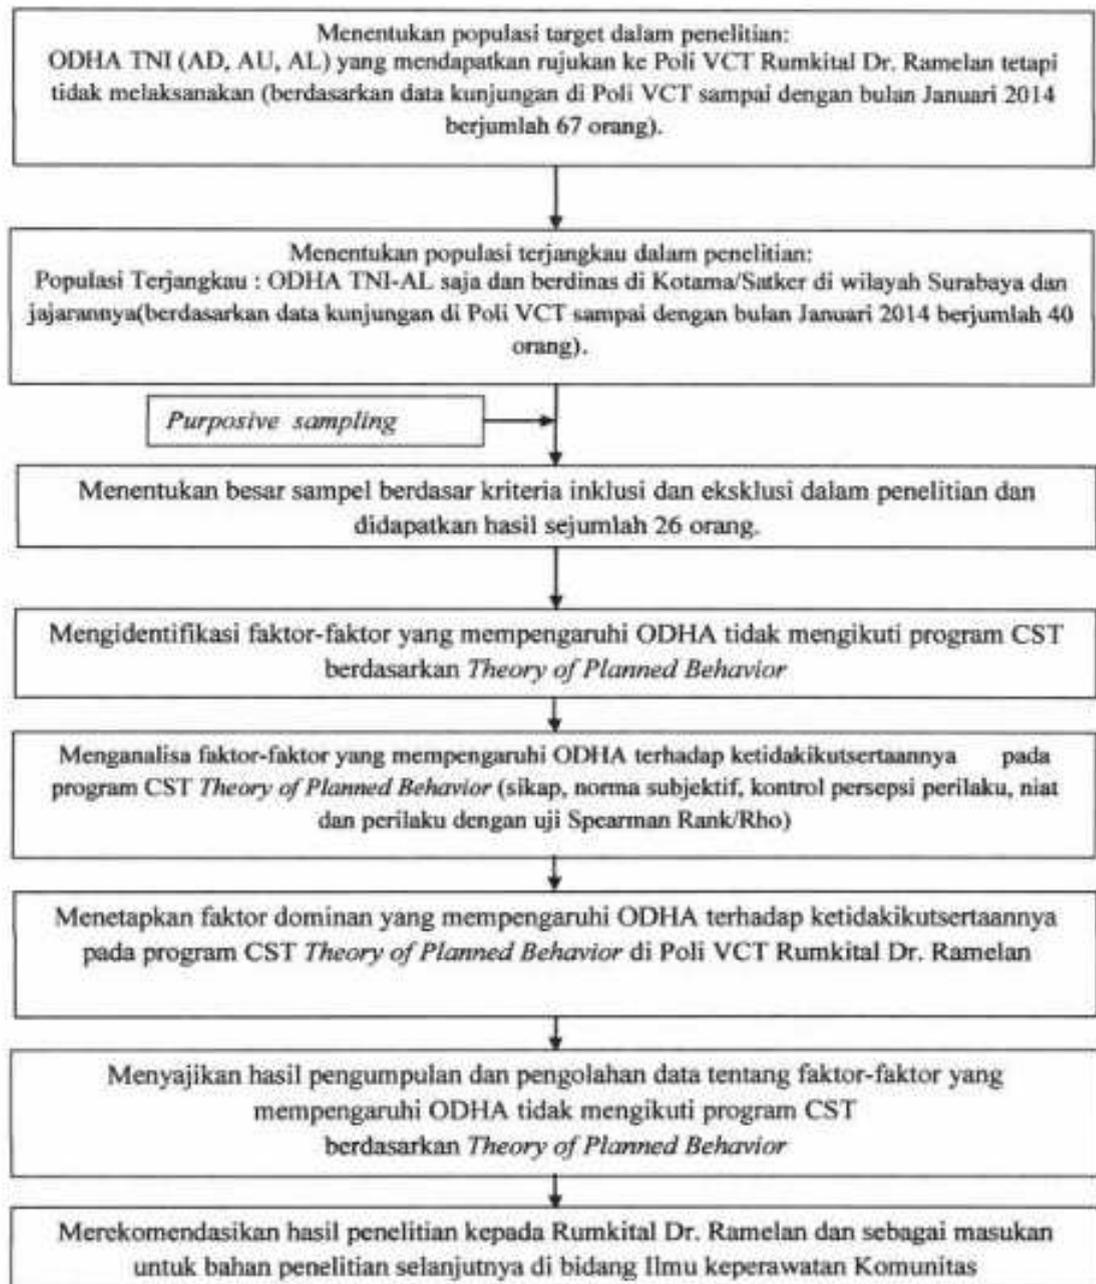 Menentukan populasi target dalam penelitian:
ODHA TNI (AD, AU, AL) yang mendapatkan rujukan ke Poli VCT Rumkital Dr. Ramelan tetapi
tidak melaksanakan (berdasarkan data kunjungan di Poli VCT sampai dengan bulan Januari 2014
berjumlah 67 orang).
Menentukan populasi terjangkau dalam penelitian:
Populasi Terjangkau : ODHA TNI-AL saja dan berdinas di Kotama/Satker di wilayah Surabaya dan
jajarannya(berdasarkan data kunjungan di Poli VCT sampai dengan bulan Januari 2014 berjumlah 40
orang).
Purposive sampling
Menentukan besar sampel berdasar kriteria inklusi dan eksklusi dalam penelitian dan
didapatkan hasil sejumlah 26 orang.
Mengidentifikasi faktor-faktor yang mempengaruhi ODHA tidak mengikuti program CST
berdasarkan Theory of Planned Behavior
Menganalisa faktor-faktor yang mempengaruhi ODHA terhadap ketidakikutsertaannya pada
program CST Theory of Planned Behavior (sikap, norma subjektif, kontrol persepsi perilaku, niat
dan perilaku dengan uji Spearman Rank/Rho)
Menetapkan faktor dominan yang mempengaruhi ODHA terhadap ketidakikutsertaannya
pada program CST Theory of Planned Behavior di Poli VCT Rumkital Dr. Ramelan
Menyajikan hasil pengumpulan dan pengolahan data tentang faktor-faktor yang
mempengaruhi ODHA tidak mengikuti program CST
berdasarkan Theory of Planned Behavior
Merekomendasikan hasil penelitian kepada Rumkital Dr. Ramelan dan sebagai masukan
untuk bahan penelitian selanjutnya di bidang Ilmu keperawatan Komunitas